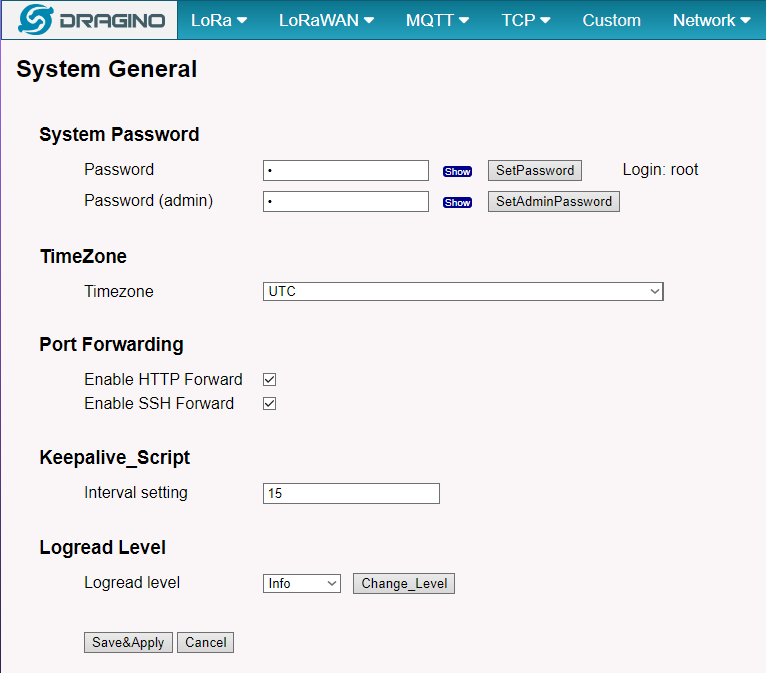 DRAGINO LoRa LoRaWAN MQTT TCP Custom Network
System General
System Password
Password • Show SetPassword Login: root
Password (admin) • Show SetAdminPassword
TimeZone
Timezone UTC
Port Forwarding
Enable HTTP Forward
Enable SSH Forward
Keepalive_Script
Interval setting 15
Logread Level
Logread level Info Change_Level
Save&Apply Cancel